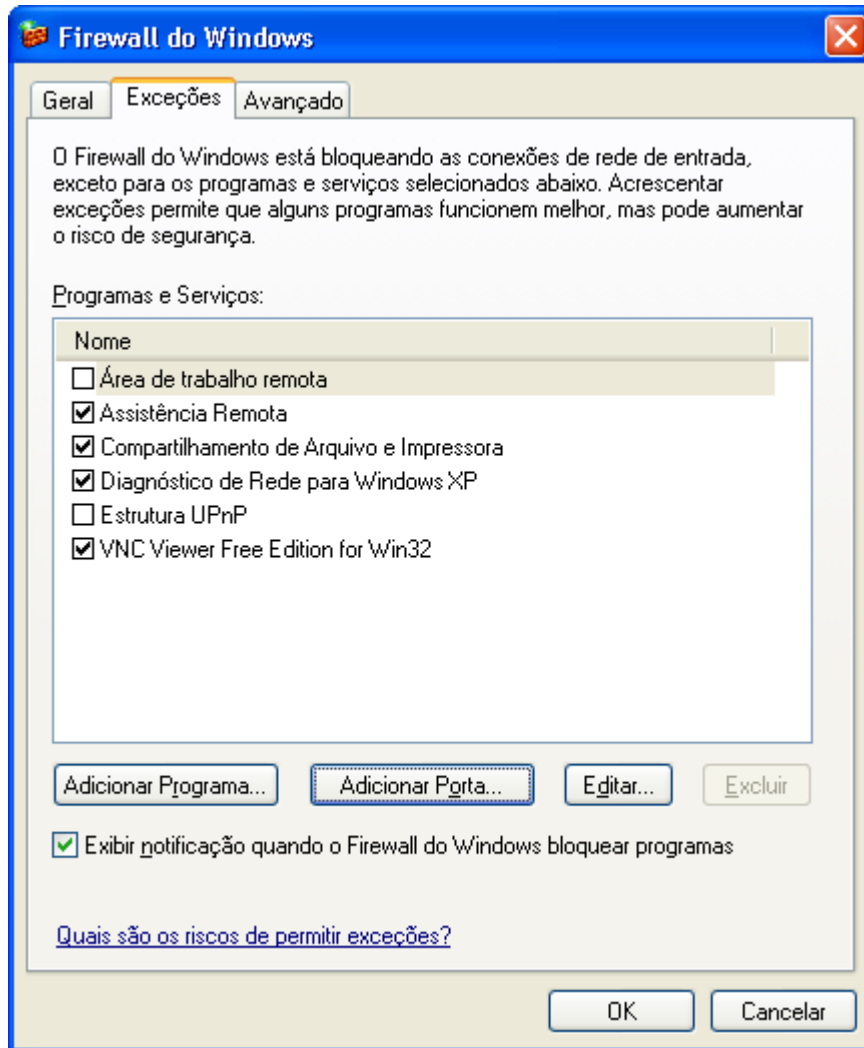 Firewall do Windows
Geral
Exceções
Avançado
O Firewall do Windows está bloqueando as conexões de rede de entrada,
exceto para os programas e serviços selecionados abaixo. Acrescentar
exceções permite que alguns programas funcionem melhor, mas pode aumentar
o risco de segurança.
Programas e Serviços:
Nome
Área de trabalho remota
Assistência Remota
Compartilhamento de Arquivo e Impressora
Diagnóstico de Rede para Windows XP
Estrutura UPnP
VNC Viewer Free Edition for Win32
Adicionar Programa...
Adicionar Porta...
Editar...
Excluir
Exibir notificação quando o Firewall do Windows bloquear programas
Quais são os riscos de permitir exceções?
OK
Cancelar